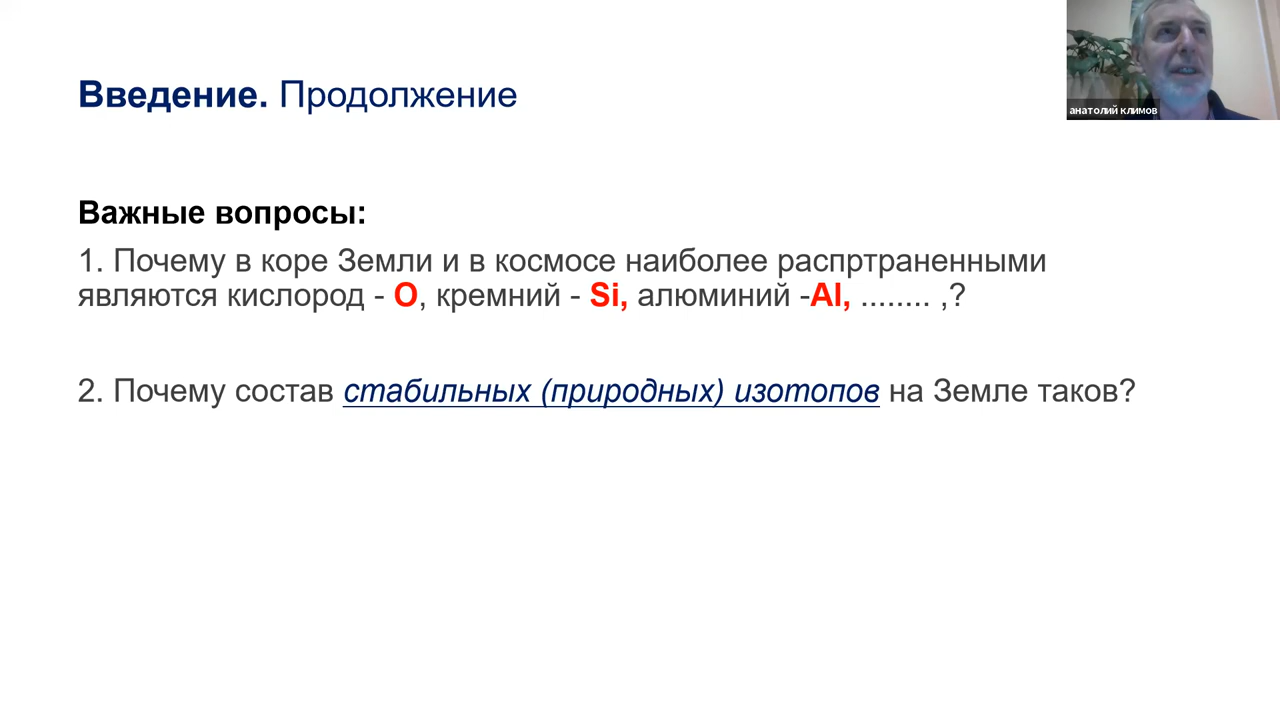 Введение. Продолжение
анатолий климов
Важные вопросы:
1. Почему в коре Земли и в космосе наиболее распртраненными
являются кислород - O, кремний - Si, алюминий -Al, ........ ,?
2. Почему состав стабильных (природных) изотопов на Земле таков?